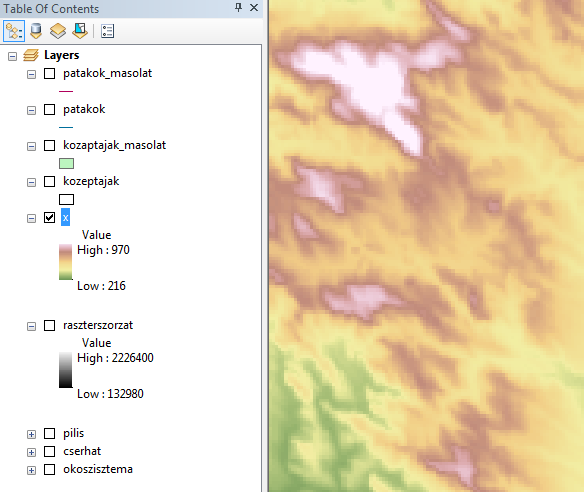 Table Of Contents
Layers
patakok_masolat
patakok
kozaptajak_masolat
kozeptajak
x
Value
High : 970
Low : 216
raszterszorzat
Value
High : 2226400
Low : 132980
pilis
cserhat
okoszisztema